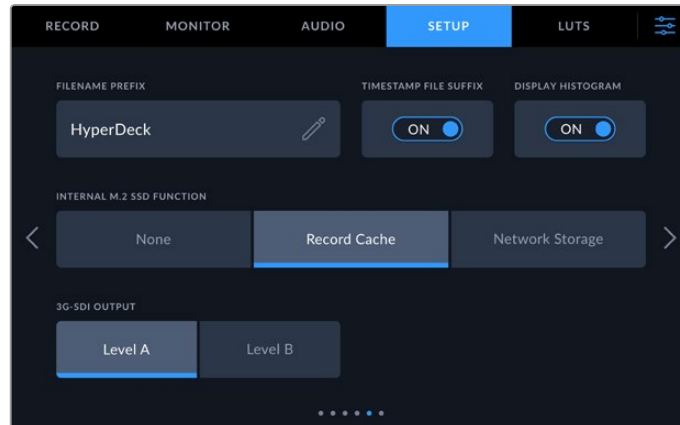 RECORD MONITOR AUDIO SETUP LUTS
FILENAME PREFIX TIMESTAMP FILE SUFFIX DISPLAY HISTOGRAM
HyperDeck ON ON
INTERNAL M.2 SSD FUNCTION
None Record Cache Network Storage
3G-SDI OUTPUT
Level A Level B